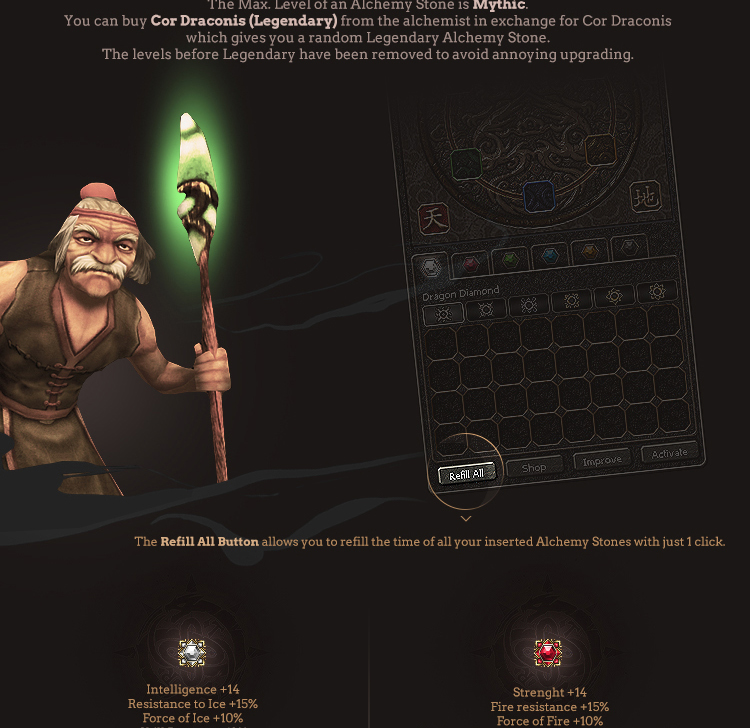 The Max. Level of an Alchemy Stone is Mythic.
You can buy Cor Draconis (Legendary) from the alchemist in exchange for Cor Draconis
which gives you a random Legendary Alchemy Stone.
The levels before Legendary have been removed to avoid annoying upgrading.
天
地
Dragon Diamond
Refill All
Shop
Improve
Activate
The Refill All Button allows you to refill the time of all your inserted Alchemy Stones with just 1 click.
Intelligence +14
Resistance to Ice +15%
Force of Ice +10%
Strenght +14
Fire resistance +15%
Force of Fire +10%